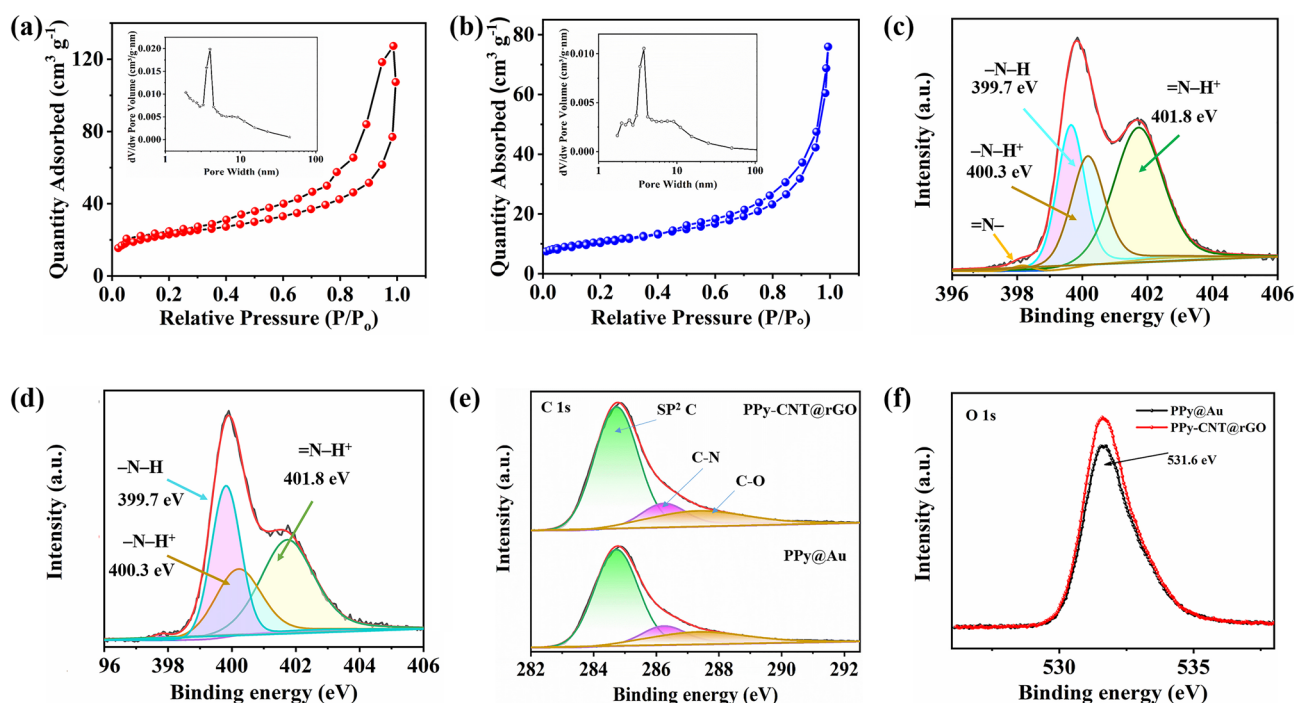 (a)
Quantity Adsorbed (cm³ g⁻¹)
120
80
40
0
0.0 0.2 0.4 0.6 0.8 1.0
Relative Pressure (P/Po)
dV/dw Pore Volume (cm³/g·nm)
0.020
0.015
0.010
0.005
0.000
1 10 100
Pore Width (nm)
(b)
Quantity Absorbed (cm³ g⁻¹)
80
60
40
20
0
0.0 0.2 0.4 0.6 0.8 1.0
Relative Pressure (P/Po)
dV/dw Pore Volume (cm³/g·nm)
0.010
0.005
0.000
1 10 100
Pore Width (nm)
(c)
Intensity (a.u.)
–N–H
399.7 eV
=N–H⁺
401.8 eV
–N–H⁺
400.3 eV
=N–
396 398 400 402 404 406
Binding energy (eV)
(d)
Intensity (a.u.)
=N–H⁺
401.8 eV
–N–H
399.7 eV
–N–H⁺
400.3 eV
96 398 400 402 404 406
Binding energy (eV)
(e)
Intensity (a.u.)
C 1s
SP² C
PPy-CNT@rGO
C-N
C-O
PPy@Au
282 284 286 288 290 292
Binding energy (eV)
(f)
Intensity (a.u.)
O 1s
PPy@Au
PPy-CNT@rGO
531.6 eV
530 535
Binding energy (eV)